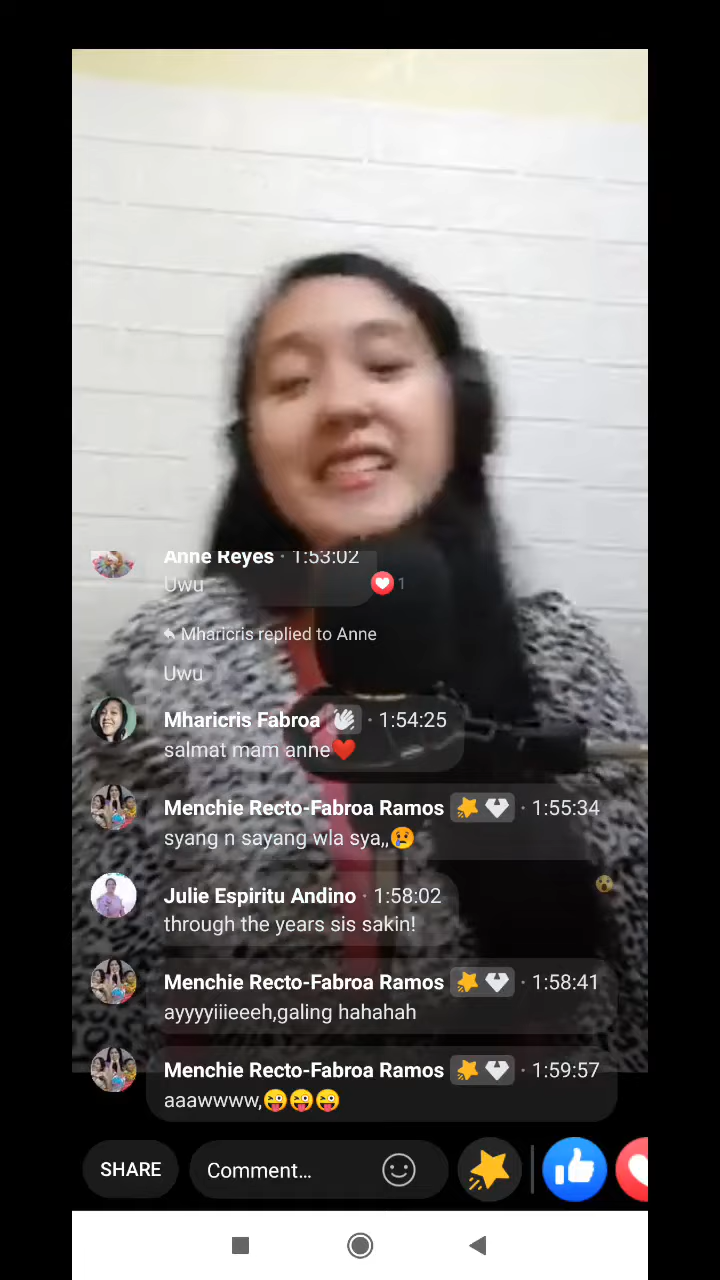 Anne Reyes · 1:53:02
Uwu
1
Mharicris replied to Anne
Uwu
Mharicris Fabroa 👋 · 1:54:25
salmat mam anne❤️
Menchie Recto-Fabroa Ramos · 1:55:34
syang n sayang wla sya,,😢
Julie Espiritu Andino · 1:58:02
through the years sis sakin!
Menchie Recto-Fabroa Ramos · 1:58:41
ayyyyiiieeeh,galing hahahah
Menchie Recto-Fabroa Ramos · 1:59:57
aaawwww,😜😜😜
SHARE Comment...